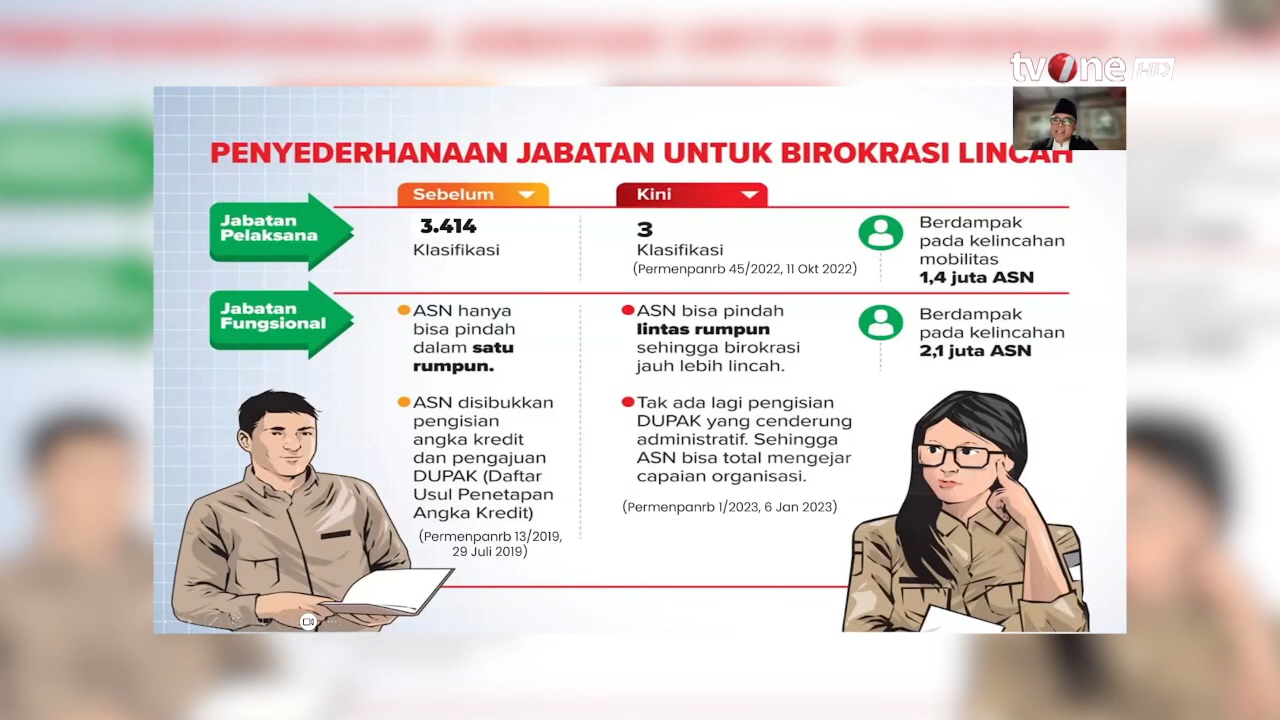 tvOne HD
PENYEDERHANAAN JABATAN UNTUK BIROKRASI LINCAH
Sebelum
Kini
Jabatan
Pelaksana
3.414
Klasifikasi
3
Klasifikasi
(Permenpanrb 45/2022, 11 Okt 2022)
Berdampak
pada kelincahan
mobilitas
1,4 juta ASN
Jabatan
Fungsional
ASN hanya
bisa pindah
dalam satu
rumpun.
ASN bisa pindah
lintas rumpun
sehingga birokrasi
jauh lebih lincah.
Berdampak
pada kelincahan
2,1 juta ASN
ASN disibukkan
pengisian
angka kredit
dan pengajuan
DUPAK (Daftar
Usul Penetapan
Angka Kredit)
(Permenpanrb 13/2019,
29 Juli 2019)
Tak ada lagi pengisian
DUPAK yang cenderung
administratif. Sehingga
ASN bisa total mengejar
capaian organisasi.
(Permenpanrb 1/2023, 6 Jan 2023)